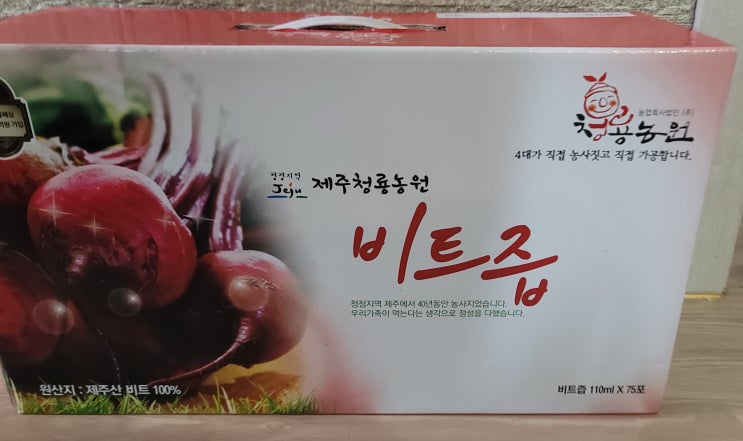 농업회사법인 (주)
청룡농원
4대가 직접 농사짓고 직접 가공합니다.
청정지역
Jeju
제주청룡농원
비트즙
청정지역 제주에서 40년동안 농사지었습니다.
우리가족이 먹는다는 생각으로 정성을 다했습니다.
원산지 : 제주산 비트 100%
비트즙 110ml X 75포